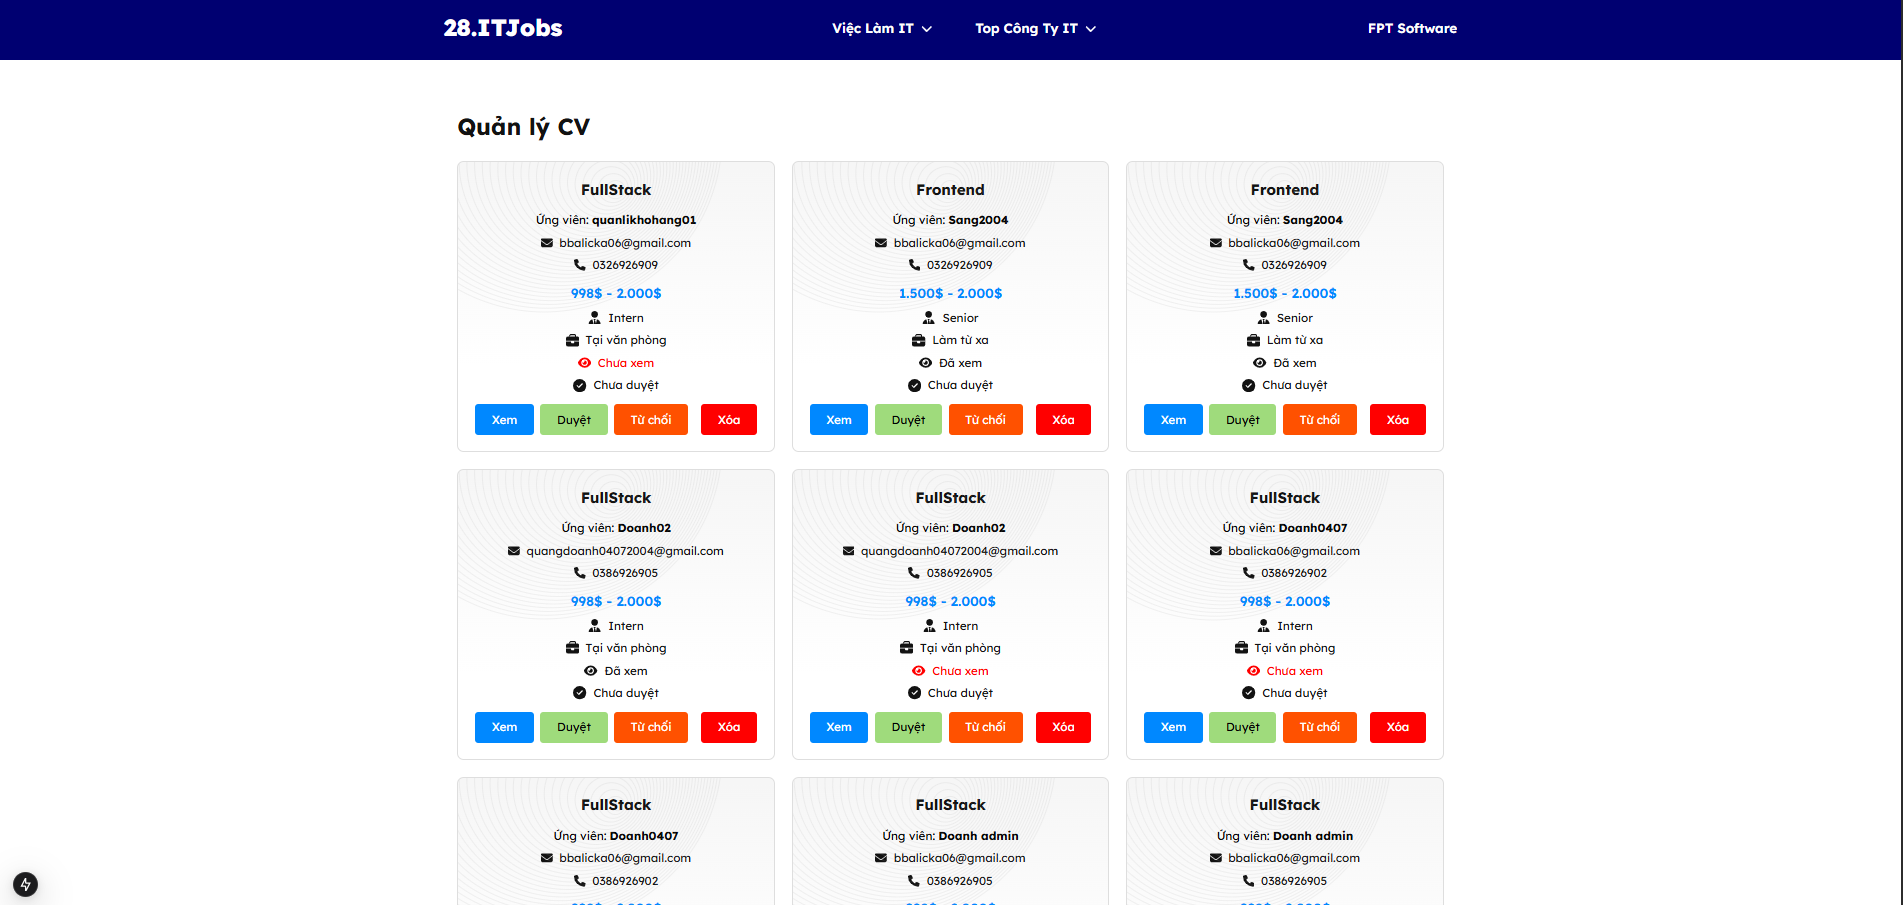 28.ITJobs
Việc Làm IT
Top Công Ty IT
FPT Software
Quản lý CV
FullStack
Ứng viên: quanlikhohang01
bbalicka06@gmail.com
0326926909
998$ - 2.000$
Intern
Tại văn phòng
Chưa xem
Chưa duyệt
Xem Duyệt Từ chối Xóa
Frontend
Ứng viên: Sang2004
bbalicka06@gmail.com
0326926909
1.500$ - 2.000$
Senior
Làm từ xa
Đã xem
Chưa duyệt
Xem Duyệt Từ chối Xóa
Frontend
Ứng viên: Sang2004
bbalicka06@gmail.com
0326926909
1.500$ - 2.000$
Senior
Làm từ xa
Đã xem
Chưa duyệt
Xem Duyệt Từ chối Xóa
FullStack
Ứng viên: Doanh02
quangdoanh04072004@gmail.com
0386926905
998$ - 2.000$
Intern
Tại văn phòng
Đã xem
Chưa duyệt
Xem Duyệt Từ chối Xóa
FullStack
Ứng viên: Doanh02
quangdoanh04072004@gmail.com
0386926905
998$ - 2.000$
Intern
Tại văn phòng
Chưa xem
Chưa duyệt
Xem Duyệt Từ chối Xóa
FullStack
Ứng viên: Doanh0407
bbalicka06@gmail.com
0386926902
998$ - 2.000$
Intern
Tại văn phòng
Chưa xem
Chưa duyệt
Xem Duyệt Từ chối Xóa
FullStack
Ứng viên: Doanh0407
bbalicka06@gmail.com
0386926902
FullStack
Ứng viên: Doanh admin
bbalicka06@gmail.com
0386926905
FullStack
Ứng viên: Doanh admin
bbalicka06@gmail.com
0386926905